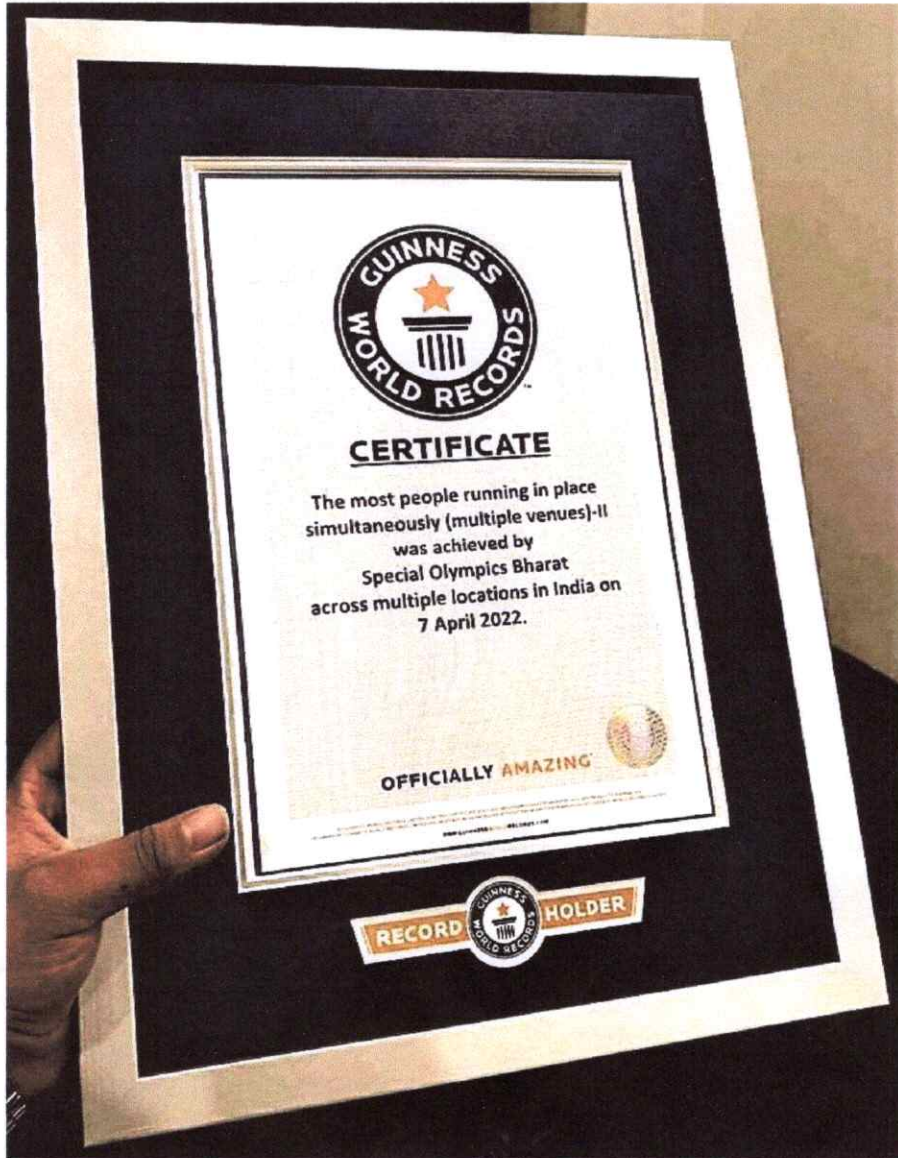 GUINNESS
WORLD RECORDS
™
CERTIFICATE
The most people running in place
simultaneously (multiple venues)-II
was achieved by
Special Olympics Bharat
across multiple locations in India on
7 April 2022.
OFFICIALLY AMAZING
RECORD
GUINNESS
WORLD RECORDS
HOLDER